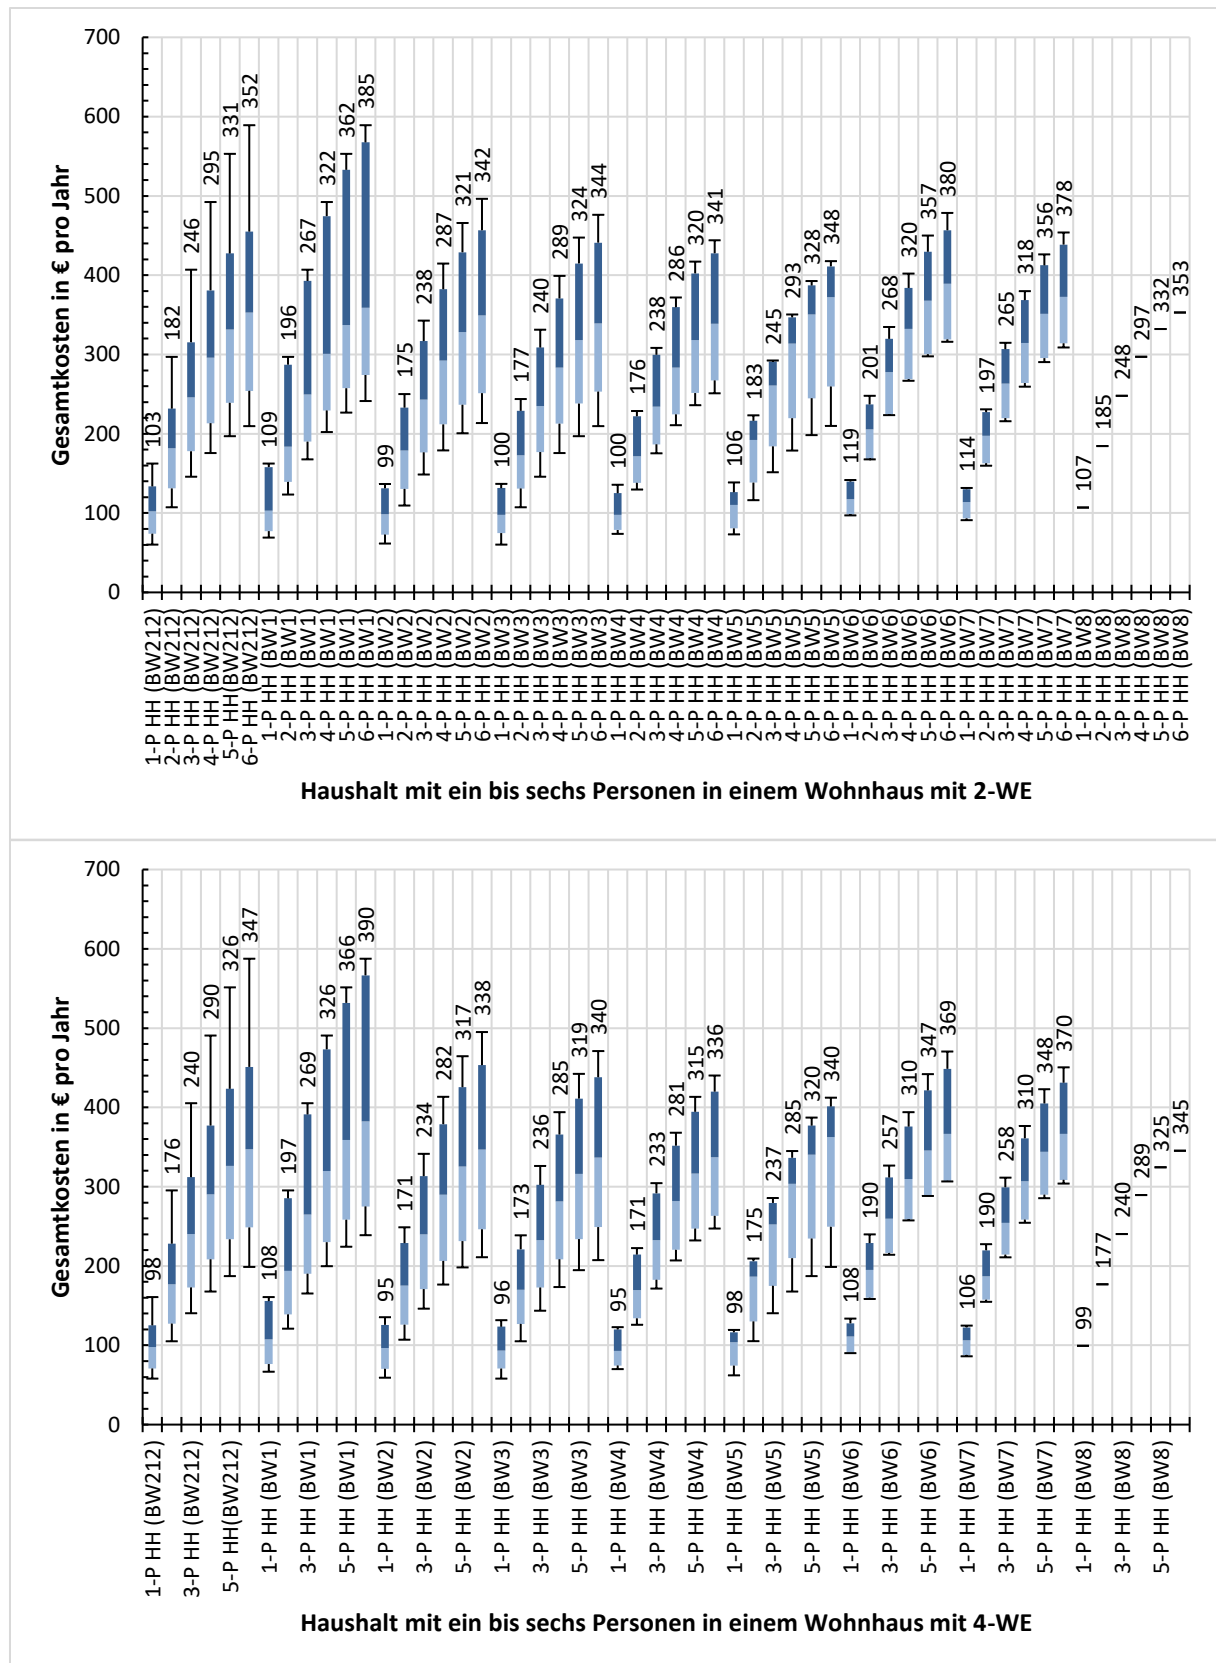 700
600
500
400
300
200
100
0
Gesamtkosten in € pro Jahr
103
182
246
295
331
352
109
196
267
322
362
385
99
175
238
287
321
342
100
177
240
289
324
344
100
176
238
286
320
341
106
183
245
293
328
348
119
201
268
320
357
380
114
197
265
318
356
378
107
185
248
297
332
353
1-P HH (BW212)
2-P HH (BW212)
3-P HH (BW212)
4-P HH (BW212)
5-P HH(BW212)
6-P HH (BW212)
1-P HH (BW1)
2-P HH (BW1)
3-P HH (BW1)
4-P HH (BW1)
5-P HH (BW1)
6-P HH (BW1)
1-P HH (BW2)
2-P HH (BW2)
3-P HH (BW2)
4-P HH (BW2)
5-P HH (BW2)
6-P HH (BW2)
1-P HH (BW3)
2-P HH (BW3)
3-P HH (BW3)
4-P HH (BW3)
5-P HH (BW3)
6-P HH (BW3)
1-P HH (BW4)
2-P HH (BW4)
3-P HH (BW4)
4-P HH (BW4)
5-P HH (BW4)
6-P HH (BW4)
1-P HH (BW5)
2-P HH (BW5)
3-P HH (BW5)
4-P HH (BW5)
5-P HH (BW5)
6-P HH (BW5)
1-P HH (BW6)
2-P HH (BW6)
3-P HH (BW6)
4-P HH (BW6)
5-P HH (BW6)
6-P HH (BW6)
1-P HH (BW7)
2-P HH (BW7)
3-P HH (BW7)
4-P HH (BW7)
5-P HH (BW7)
6-P HH (BW7)
1-P HH (BW8)
2-P HH (BW8)
3-P HH (BW8)
4-P HH (BW8)
5-P HH (BW8)
6-P HH (BW8)
Haushalt mit ein bis sechs Personen in einem Wohnhaus mit 2-WE
700
600
500
400
300
200
100
0
Gesamtkosten in € pro Jahr
98
176
240
290
326
347
108
197
269
326
366
390
95
171
234
282
317
338
96
173
236
285
319
340
95
171
233
281
315
336
98
175
237
285
320
340
108
190
257
310
347
369
106
190
258
310
348
370
99
177
240
289
325
345
1-P HH (BW212)
3-P HH (BW212)
5-P HH(BW212)
1-P HH (BW1)
3-P HH (BW1)
5-P HH (BW1)
1-P HH (BW2)
3-P HH (BW2)
5-P HH (BW2)
1-P HH (BW3)
3-P HH (BW3)
5-P HH (BW3)
1-P HH (BW4)
3-P HH (BW4)
5-P HH (BW4)
1-P HH (BW5)
3-P HH (BW5)
5-P HH (BW5)
1-P HH (BW6)
3-P HH (BW6)
5-P HH (BW6)
1-P HH (BW7)
3-P HH (BW7)
5-P HH (BW7)
1-P HH (BW8)
3-P HH (BW8)
5-P HH (BW8)
Haushalt mit ein bis sechs Personen in einem Wohnhaus mit 4-WE